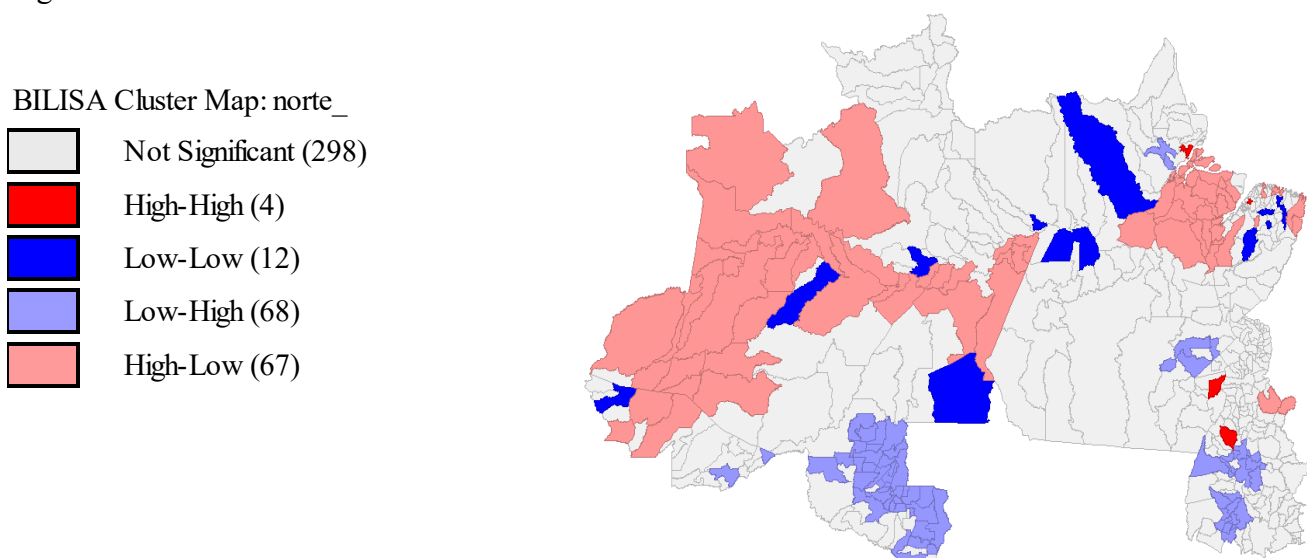 BILISA Cluster Map: norte_
Not Significant (298)
High-High (4)
Low-Low (12)
Low-High (68)
High-Low (67)